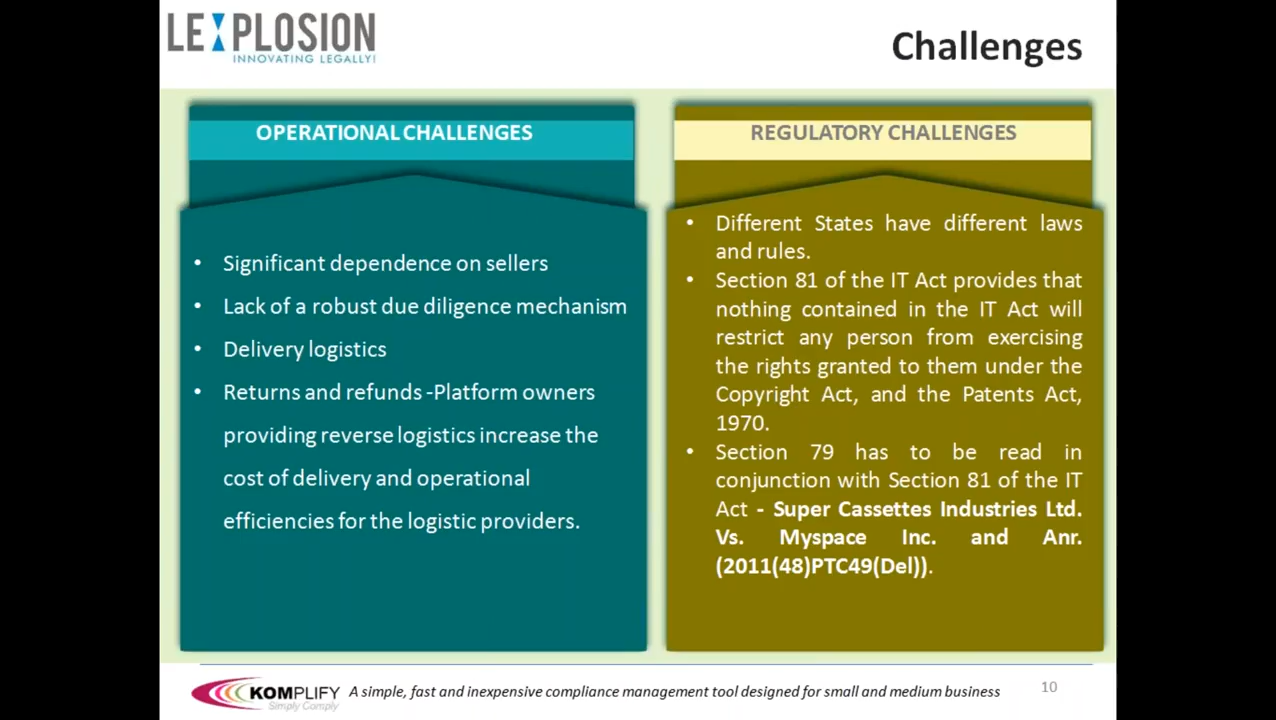 LEXPLOSION
INNOVATING LEGALLY!
Challenges
OPERATIONAL CHALLENGES
• Significant dependence on sellers
• Lack of a robust due diligence mechanism
• Delivery logistics
• Returns and refunds -Platform owners
providing reverse logistics increase the
cost of delivery and operational
efficiencies for the logistic providers.
REGULATORY CHALLENGES
• Different States have different laws
and rules.
• Section 81 of the IT Act provides that
nothing contained in the IT Act will
restrict any person from exercising
the rights granted to them under the
Copyright Act, and the Patents Act,
1970.
• Section 79 has to be read in
conjunction with Section 81 of the IT
Act - Super Cassettes Industries Ltd.
Vs. Myspace Inc. and Anr.
(2011(48)PTC49(Del)).
KOMPLIFY
Simply Comply
A simple, fast and inexpensive compliance management tool designed for small and medium business
10